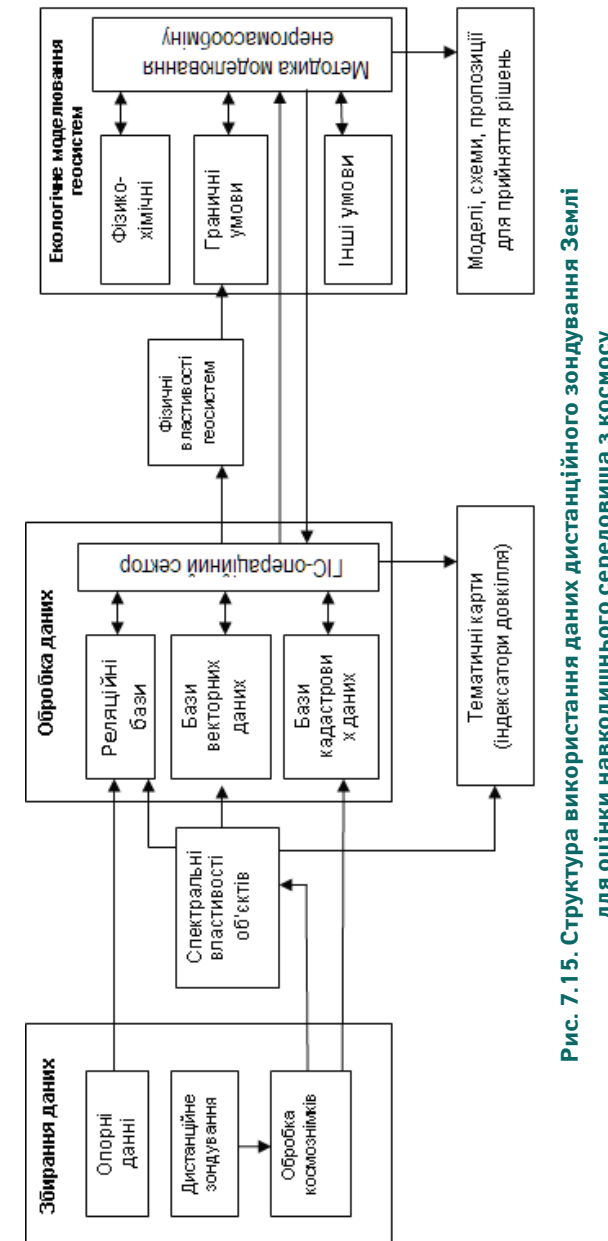 Збирання даних
Опорні
данні
Дистанційне
зондування
Обробка
космознімків
Спектральні
властивості
об'єктів
Обробка даних
Реляційні
бази
Бази
векторних
даних
Бази
кадастрови
х даних
ГІС-операційний сектор
Тематичні карти
(індексатори довкілля)
Фізичні
властивості
геосистем
Екологічне моделювання
геосистем
Фізико-
хімічні
Граничні
умови
Інші умови
Методика моделювання
енергомасообміну
Моделі, схеми, пропозиції
для прийняття рішень
Рис. 7.15. Структура використання даних дистанційного зондування Землі
для оцінки навколишнього середовища з космосу